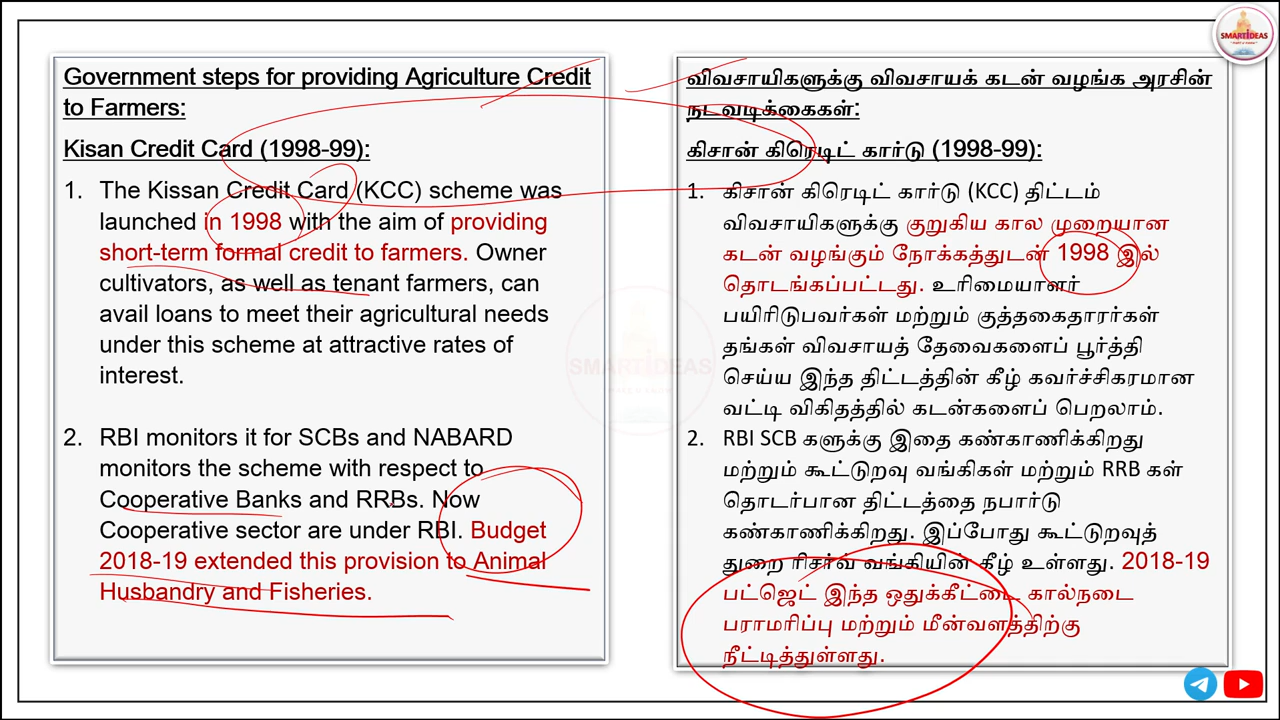 SMARTIDEAS
Government steps for providing Agriculture Credit
to Farmers:
Kisan Credit Card (1998-99):
1. The Kissan Credit Card (KCC) scheme was
launched in 1998 with the aim of providing
short-term formal credit to farmers. Owner
cultivators, as well as tenant farmers, can
avail loans to meet their agricultural needs
under this scheme at attractive rates of
interest.
2. RBI monitors it for SCBs and NABARD
monitors the scheme with respect to
Cooperative Banks and RRBs. Now
Cooperative sector are under RBI. Budget
2018-19 extended this provision to Animal
Husbandry and Fisheries.
விவசாயிகளுக்கு விவசாயக் கடன் வழங்க அரசின்
நடவடிக்கைகள்:
கிசான் கிரெடிட் கார்டு (1998-99):
1. கிசான் கிரெடிட் கார்டு (KCC) திட்டம்
விவசாயிகளுக்கு குறுகிய கால முறையான
கடன் வழங்கும் நோக்கத்துடன் 1998 இல்
தொடங்கப்பட்டது. உரிமையாளர்
பயிரிடுபவர்கள் மற்றும் குத்தகைதாரர்கள்
தங்கள் விவசாயத் தேவைகளைப் பூர்த்தி
செய்ய இந்த திட்டத்தின் கீழ் கவர்ச்சிகரமான
வட்டி விகிதத்தில் கடன்களைப் பெறலாம்.
2. RBI SCB களுக்கு இதை கண்காணிக்கிறது
மற்றும் கூட்டுறவு வங்கிகள் மற்றும் RRB கள்
தொடர்பான திட்டத்தை நபார்டு
கண்காணிக்கிறது. இப்போது கூட்டுறவுத்
துறை ரிசர்வ் வங்கியின் கீழ் உள்ளது. 2018-19
பட்ஜெட் இந்த ஒதுக்கீட்டை கால்நடை
பராமரிப்பு மற்றும் மீன்வளத்திற்கு
நீட்டித்துள்ளது.
SMARTIDEAS